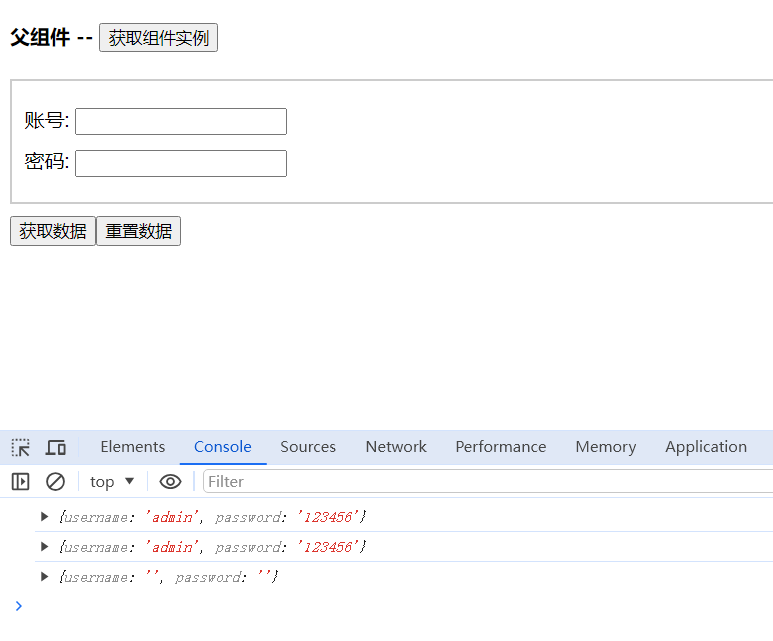 父组件 -- 获取组件实例
账号:
密码:
获取数据 重置数据
Elements Console Sources Network Performance Memory Application
top ▼ Filter
▶ {username: 'admin', password: '123456'}
▶ {username: 'admin', password: '123456'}
▶ {username: '', password: ''}
>